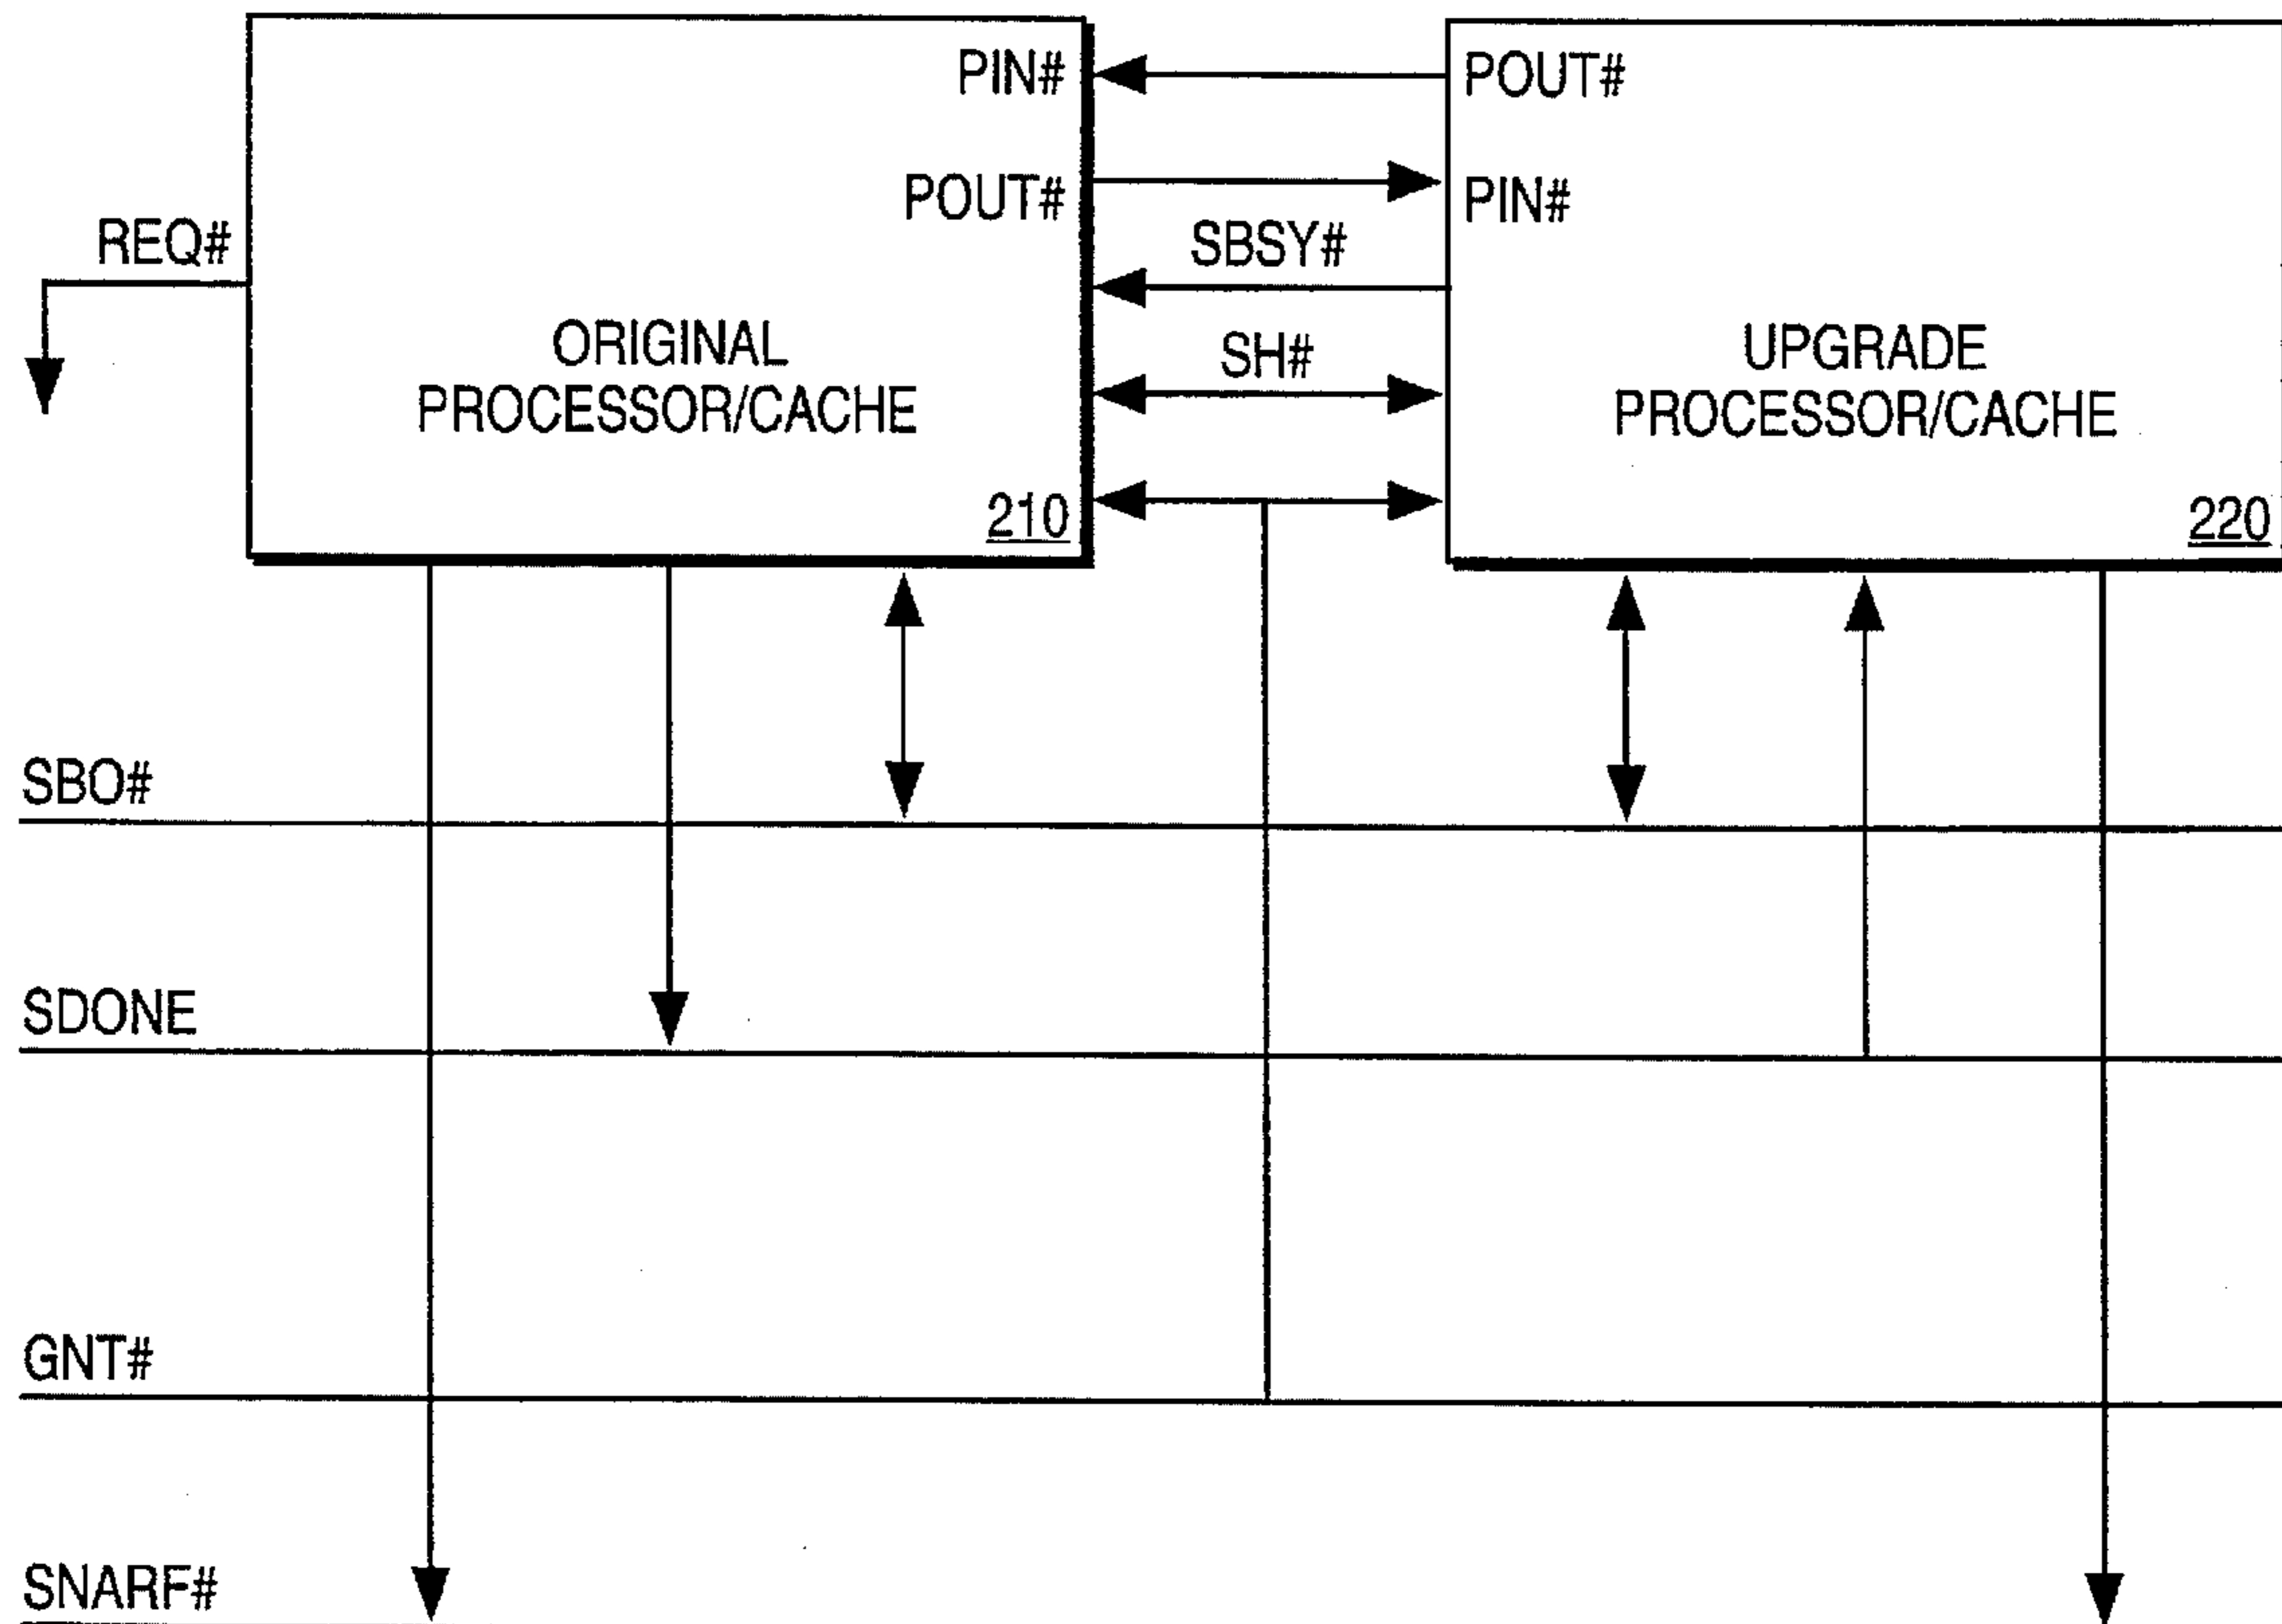 PIN#
POUT#
POUT#
PIN#
REQ#
SBSY#
SH#
ORIGINAL
PROCESSOR/CACHE
210
UPGRADE
PROCESSOR/CACHE
220
SBO#
SDONE
GNT#
SNARF#